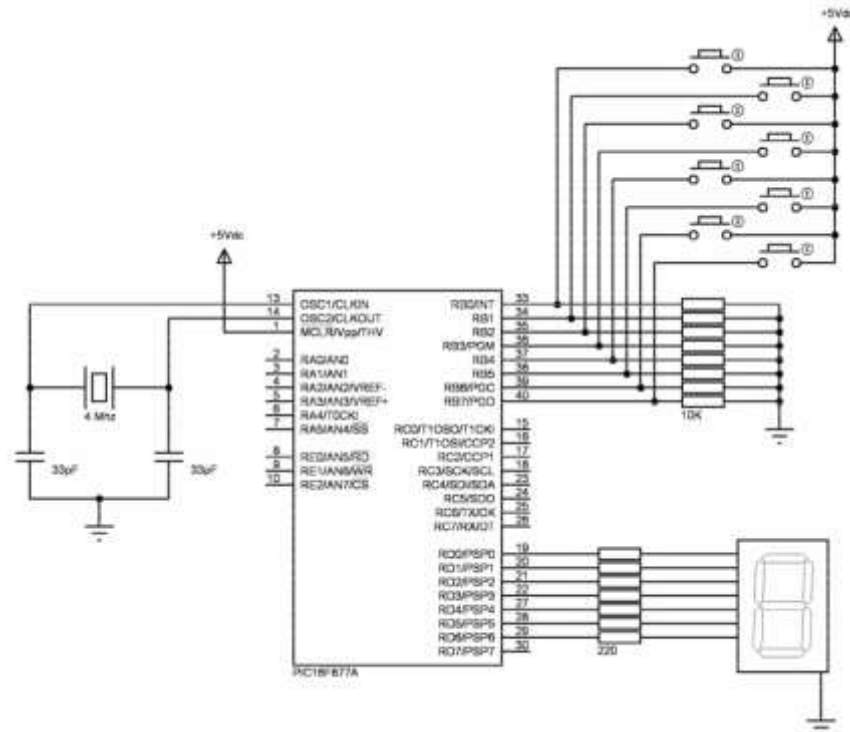 +5Vdc
+5Vdc
13 OSC1/CLKIN
14 OSC2/CLKOUT
1 MCLR/Vpp/THV
2 RA0/AN0
3 RA1/AN1
4 RA2/AN2/VREF-
5 RA3/AN3/VREF+
6 RA4/T0CKI
7 RA5/AN4/SS
8 RE0/AN5/RD
9 RE1/AN6/WR
10 RE2/AN7/CS
RB0/INT 33
RB1 34
RB2 35
RB3/PGM 36
RB4 37
RB5 38
RB6/PGC 39
RB7/PGD 40
RC0/T1OSO/T1CKI 15
RC1/T1OSI/CCP2 16
RC2/CCP1 17
RC3/SCK/SCL 18
RC4/SDI/SDA 23
RC5/SDO 24
RC6/TX/CK 25
RC7/RX/DT 26
RD0/PSP0 19
RD1/PSP1 20
RD2/PSP2 21
RD3/PSP3 22
RD4/PSP4 27
RD5/PSP5 28
RD6/PSP6 29
RD7/PSP7 30
4 Mhz
33pF
33pF
10K
220
PIC16F877A